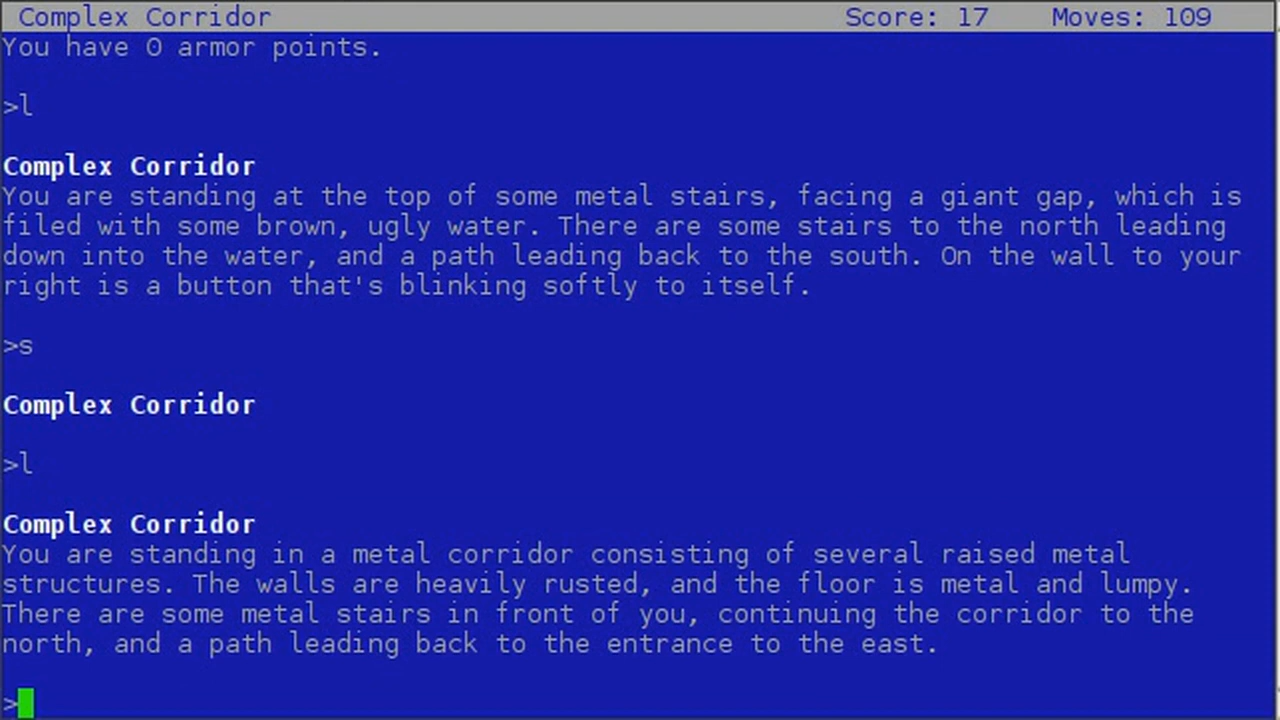 Complex Corridor Score: 17 Moves: 109
You have 0 armor points.
>l
Complex Corridor
You are standing at the top of some metal stairs, facing a giant gap, which is
filed with some brown, ugly water. There are some stairs to the north leading
down into the water, and a path leading back to the south. On the wall to your
right is a button that's blinking softly to itself.
>s
Complex Corridor
>l
Complex Corridor
You are standing in a metal corridor consisting of several raised metal
structures. The walls are heavily rusted, and the floor is metal and lumpy.
There are some metal stairs in front of you, continuing the corridor to the
north, and a path leading back to the entrance to the east.
>